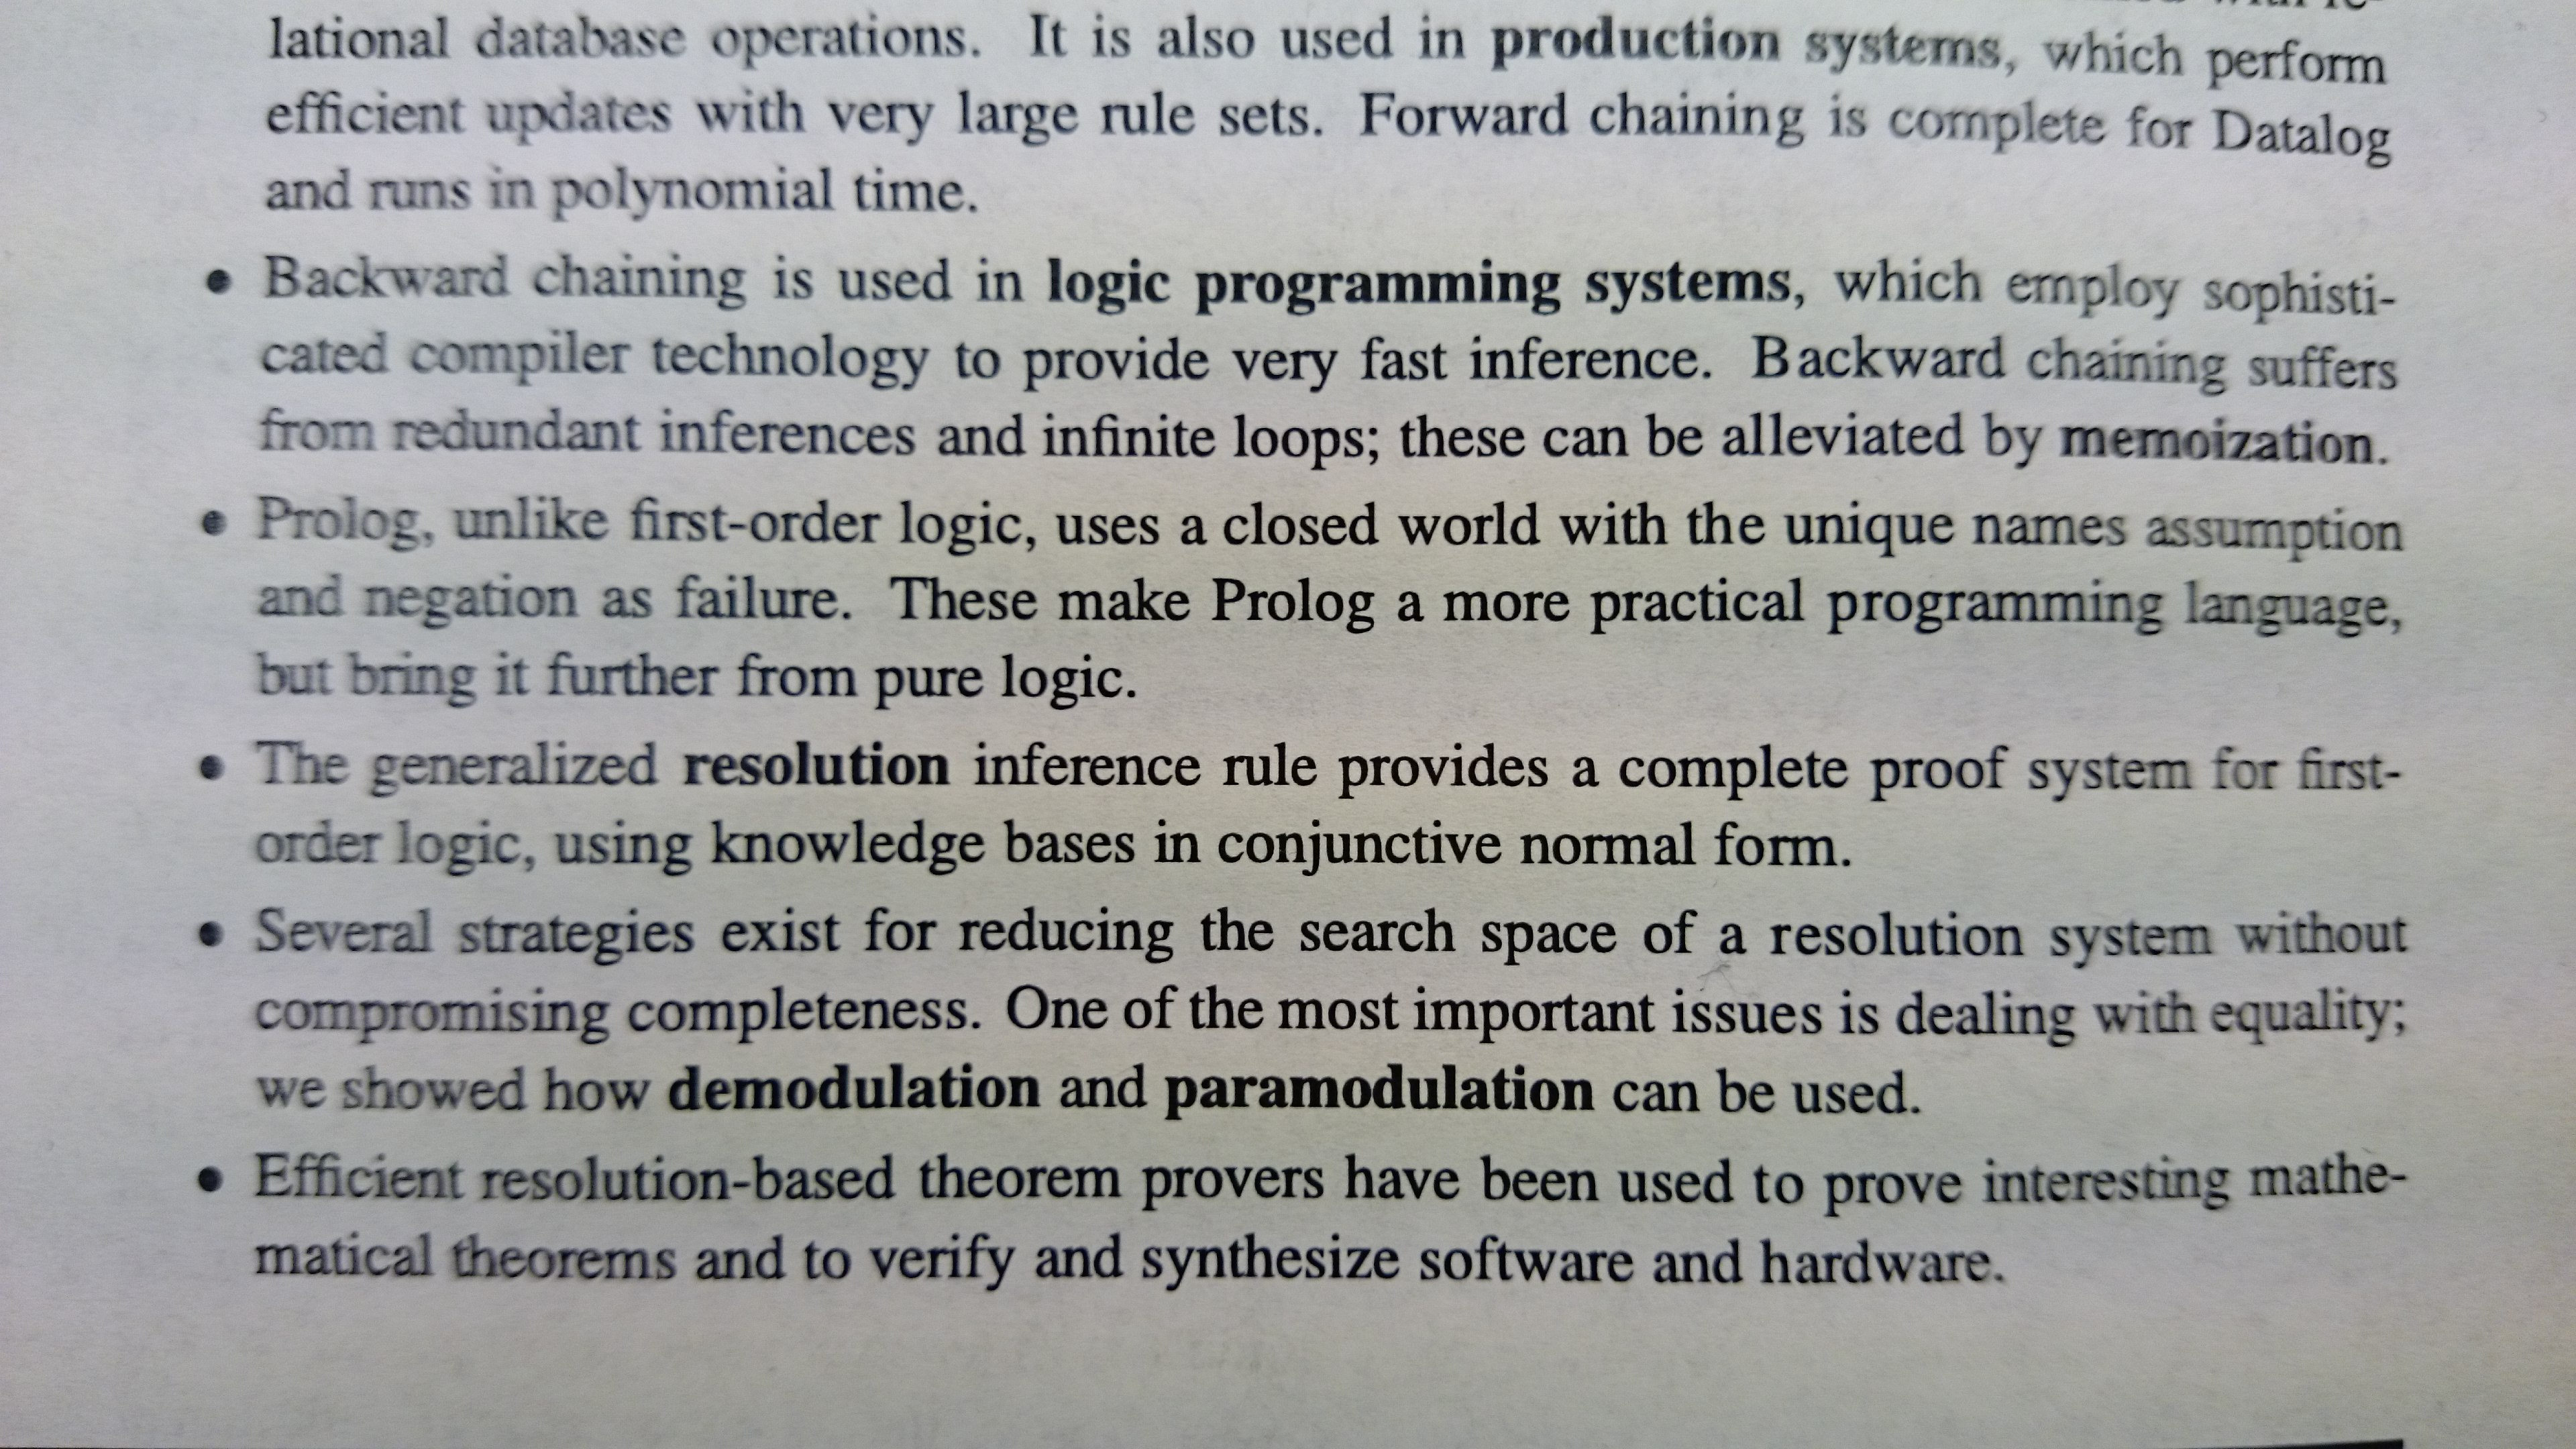 lational database operations. It is also used in production systems, which perform
efficient updates with very large rule sets. Forward chaining is complete for Datalog
and runs in polynomial time.
• Backward chaining is used in logic programming systems, which employ sophisti-
cated compiler technology to provide very fast inference. Backward chaining suffers
from redundant inferences and infinite loops; these can be alleviated by memoization.
• Prolog, unlike first-order logic, uses a closed world with the unique names assumption
and negation as failure. These make Prolog a more practical programming language,
but bring it further from pure logic.
• The generalized resolution inference rule provides a complete proof system for first-
order logic, using knowledge bases in conjunctive normal form.
• Several strategies exist for reducing the search space of a resolution system without
compromising completeness. One of the most important issues is dealing with equality;
we showed how demodulation and paramodulation can be used.
• Efficient resolution-based theorem provers have been used to prove interesting mathe-
matical theorems and to verify and synthesize software and hardware.